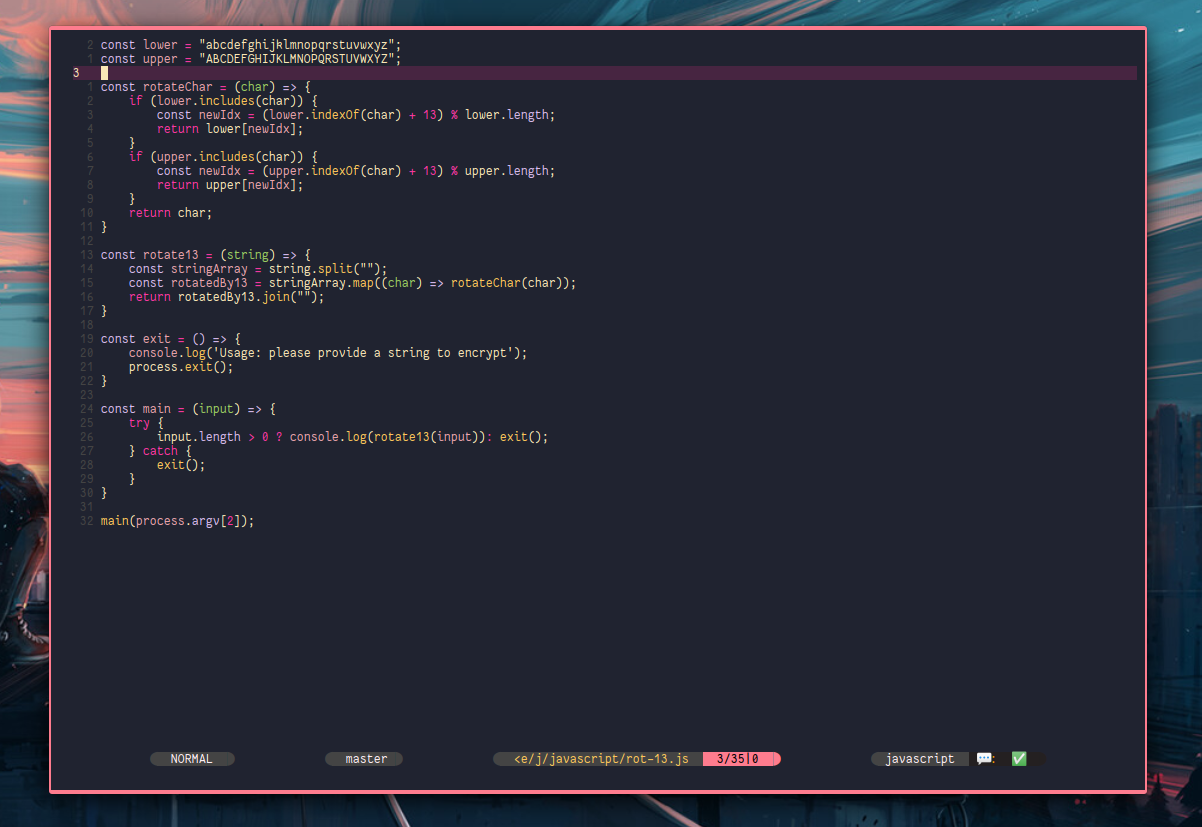 2 const lower = "abcdefghijklmnopqrstuvwxyz";
1 const upper = "ABCDEFGHIJKLMNOPQRSTUVWXYZ";
3
1 const rotateChar = (char) => {
2     if (lower.includes(char)) {
3         const newIdx = (lower.indexOf(char) + 13) % lower.length;
4         return lower[newIdx];
5     }
6     if (upper.includes(char)) {
7         const newIdx = (upper.indexOf(char) + 13) % upper.length;
8         return upper[newIdx];
9     }
10     return char;
11 }
12
13 const rotate13 = (string) => {
14     const stringArray = string.split("");
15     const rotatedBy13 = stringArray.map((char) => rotateChar(char));
16     return rotatedBy13.join("");
17 }
18
19 const exit = () => {
20     console.log('Usage: please provide a string to encrypt');
21     process.exit();
22 }
23
24 const main = (input) => {
25     try {
26         input.length > 0 ? console.log(rotate13(input)): exit();
27     } catch {
28         exit();
29     }
30 }
31
32 main(process.argv[2]);
NORMAL master <e/j/javascript/rot-13.js 3/35|0 javascript 💬: ✅